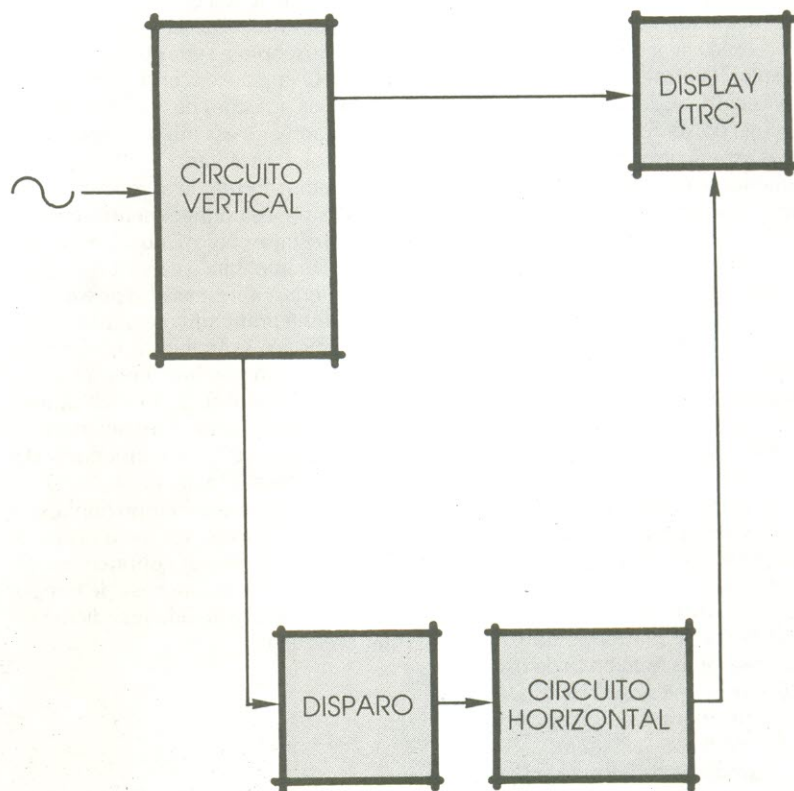 DISPLAY
(TRC)
CIRCUITO
VERTICAL
DISPARO
CIRCUITO
HORIZONTAL